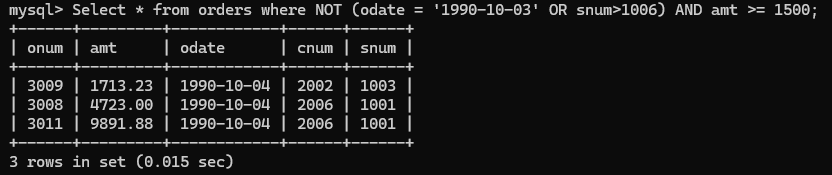 mysql> Select * from orders where NOT (odate = '1990-10-03' OR snum>1006) AND amt >= 1500;
+------+---------+------------+------+------+
| onum | amt     | odate      | cnum | snum |
+------+---------+------------+------+------+
| 3009 | 1713.23 | 1990-10-04 | 2002 | 1003 |
| 3008 | 4723.00 | 1990-10-04 | 2006 | 1001 |
| 3011 | 9891.88 | 1990-10-04 | 2006 | 1001 |
+------+---------+------------+------+------+
3 rows in set (0.015 sec)